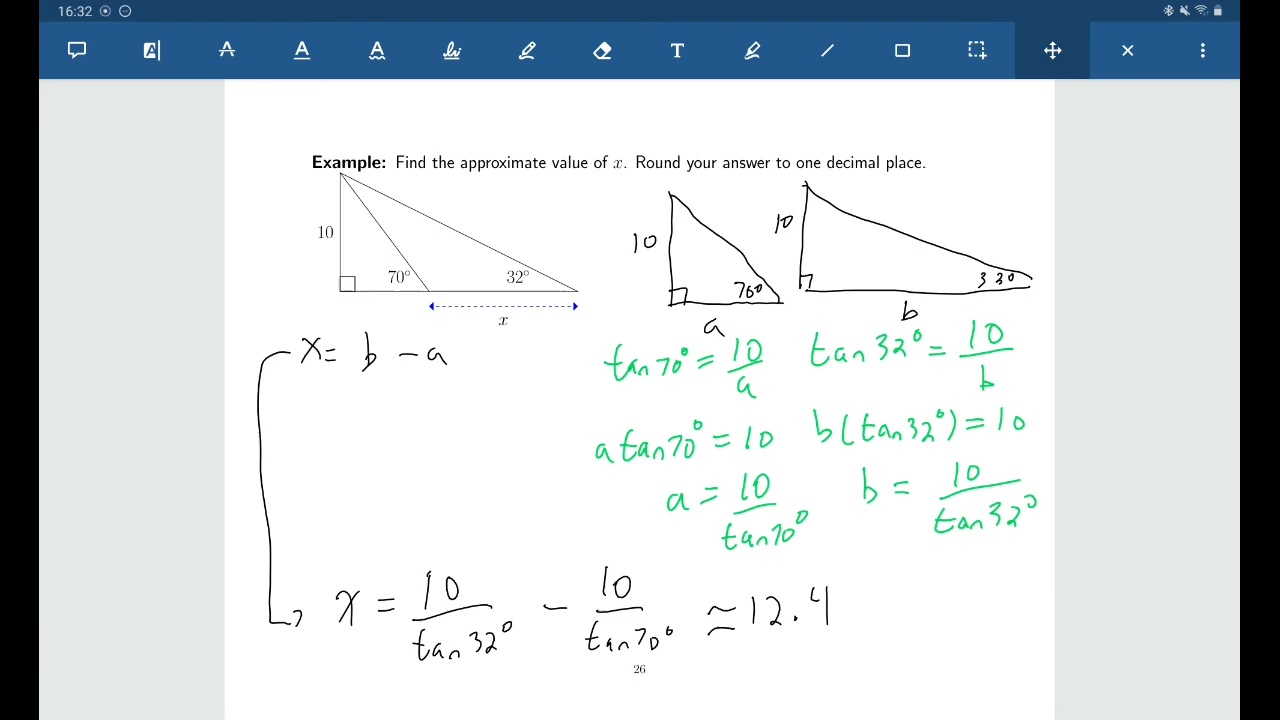 16:32
Example: Find the approximate value of x. Round your answer to one decimal place.
10
70°
32°
x
10
70°
a
10
32°
b
x = b - a
tan 70° = 10/a
tan 32° = 10/b
a tan 70° = 10
b(tan 32°) = 10
a = 10/tan 70°
b = 10/tan 32°
x = 10/tan 32° - 10/tan 70° ≈ 12.4
26